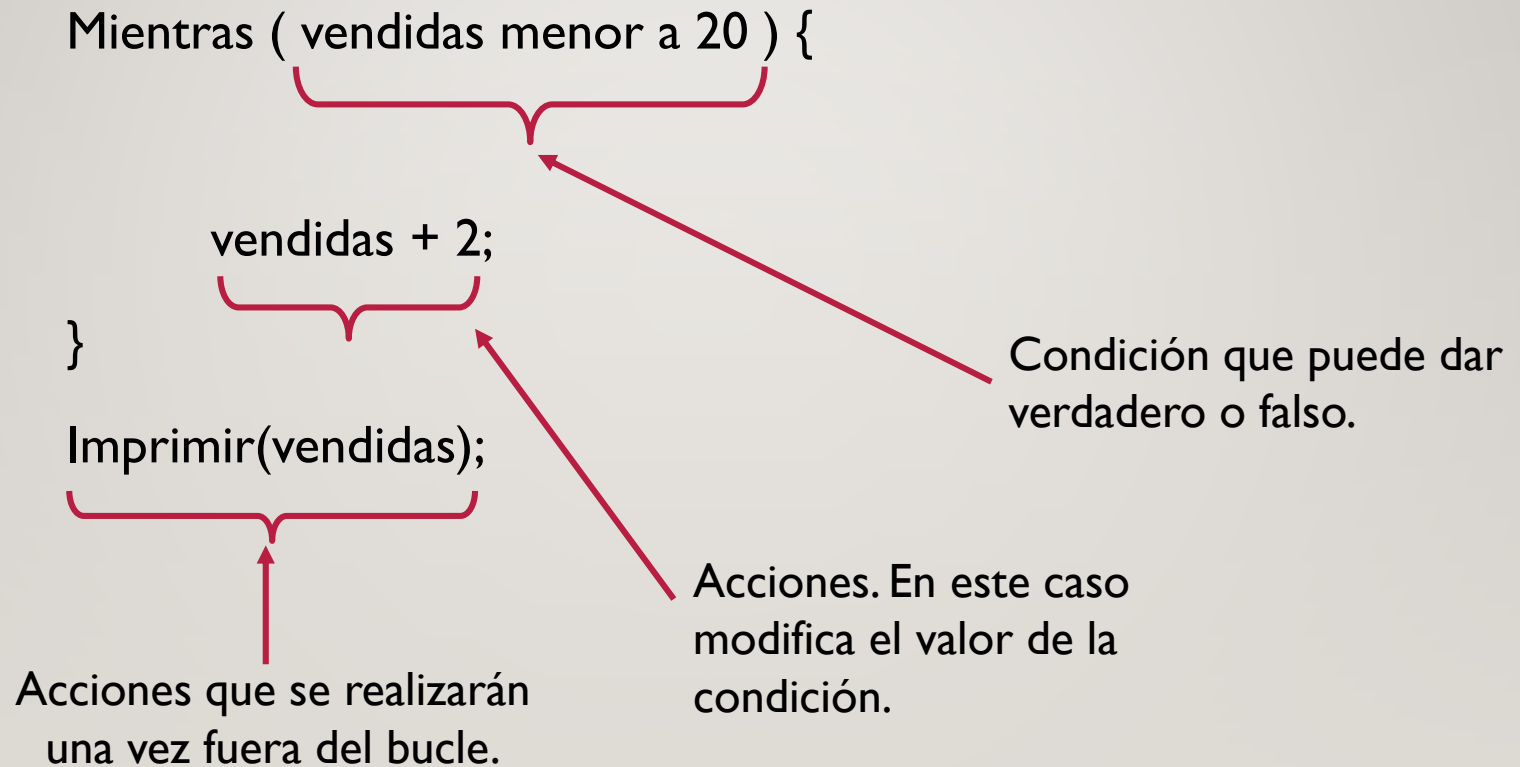 Mientras ( vendidas menor a 20 ) {
vendidas + 2;
}
Imprimir(vendidas);
Condición que puede dar
verdadero o falso.
Acciones. En este caso
modifica el valor de la
condición.
Acciones que se realizarán
una vez fuera del bucle.